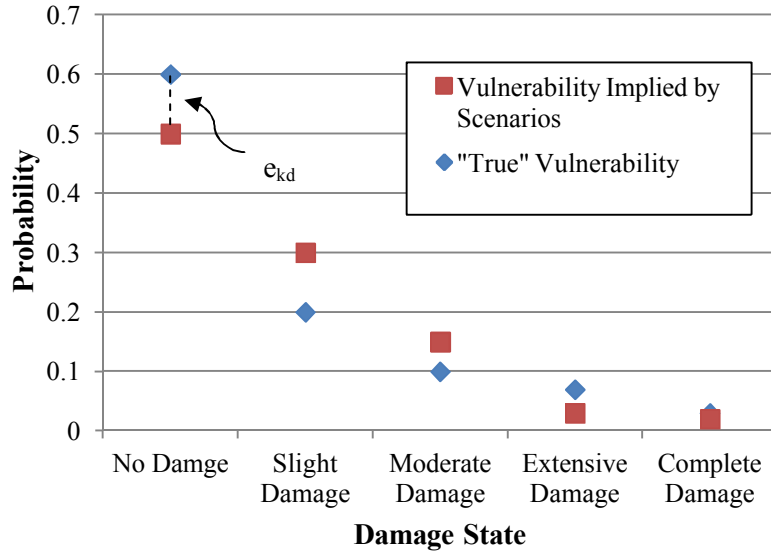 0.7
0.6
0.5
0.4
0.3
0.2
0.1
0
Probability
e_kd
Vulnerability Implied by
Scenarios
"True" Vulnerability
No Damge
Slight
Damage
Moderate
Damage
Extensive
Damage
Complete
Damage
Damage State